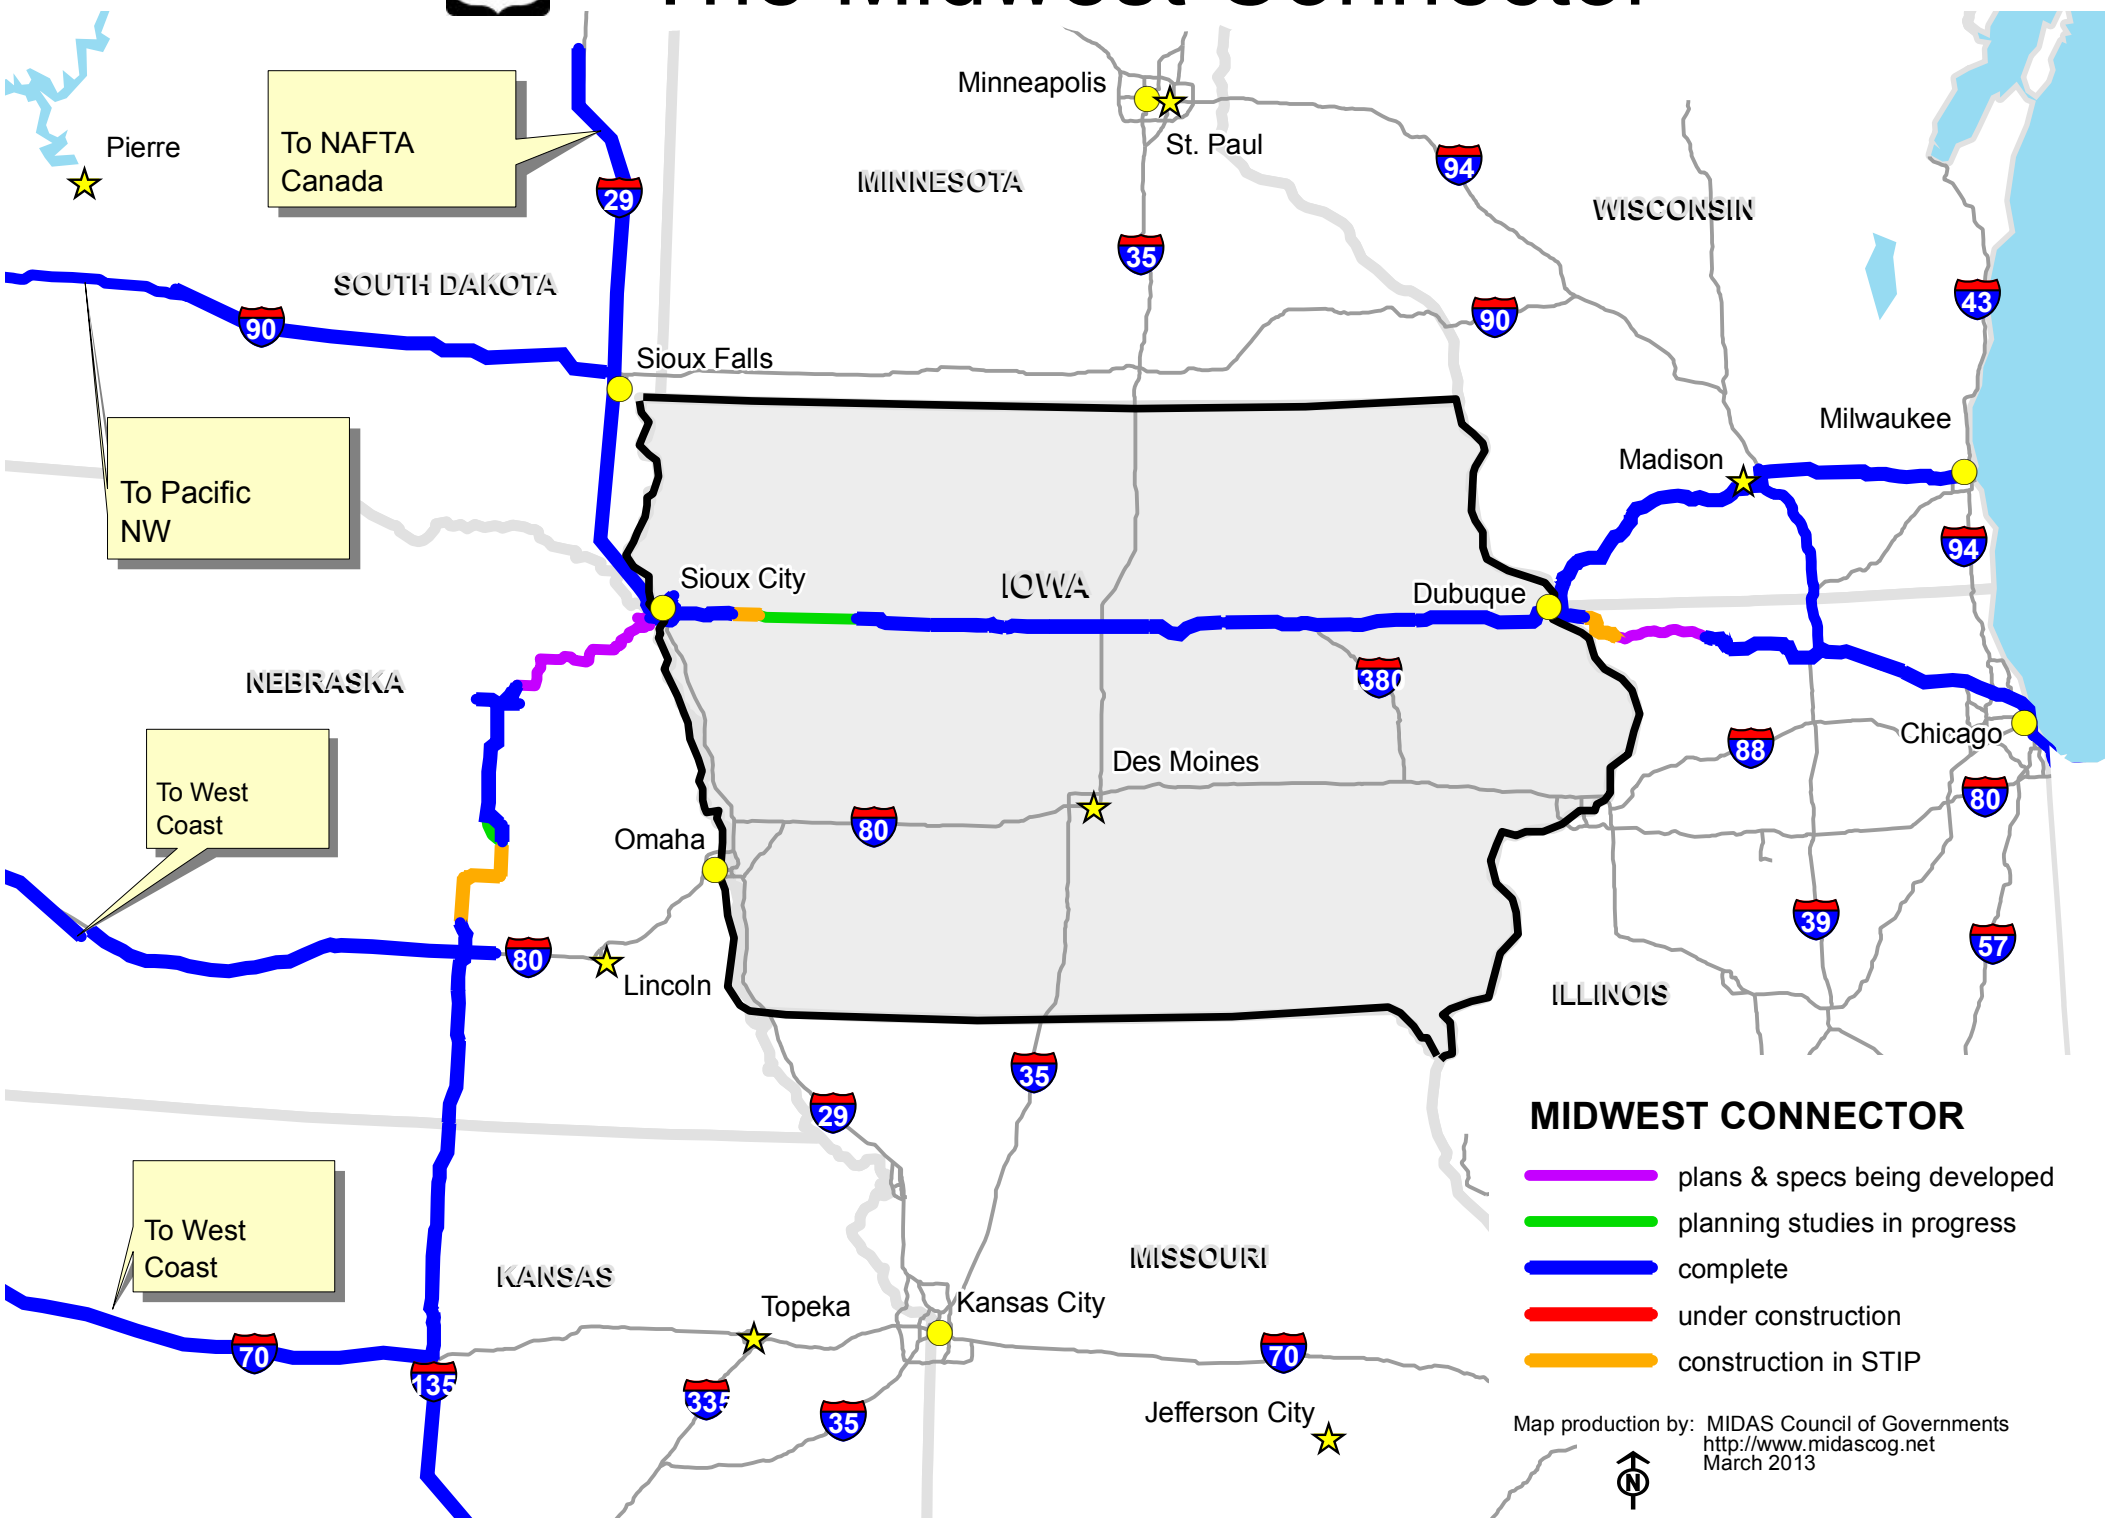 The Midwest Connector
Minneapolis
St. Paul
Pierre
To NAFTA
Canada
29
MINNESOTA
94
WISCONSIN
35
SOUTH DAKOTA
90
90
43
Sioux Falls
To Pacific
NW
Milwaukee
Madison
94
Sioux City
IOWA
Dubuque
NEBRASKA
380
Chicago
88
Des Moines
To West
Coast
80
80
Omaha
39
57
80
Lincoln
ILLINOIS
35
29
MIDWEST CONNECTOR
plans & specs being developed
planning studies in progress
complete
under construction
construction in STIP
To West
Coast
KANSAS
MISSOURI
Topeka
Kansas City
70
135
70
335
35
Jefferson City
Map production by: MIDAS Council of Governments
http://www.midascog.net
March 2013
N